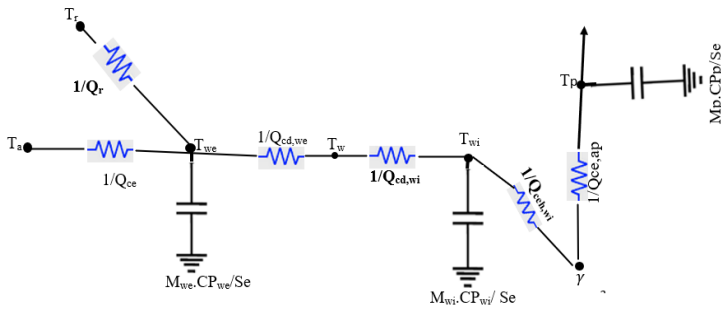 Tr
1/Qr
Ta
1/Qce
Twe
1/Qcd,we
Tw
1/Qcd,wi
Twi
1/Qceh,wi
1/Qce,ap
Tp
Mp.CPp/Se
γ
Mwe.CPwe/Se
Mwi.CPwi/ Se